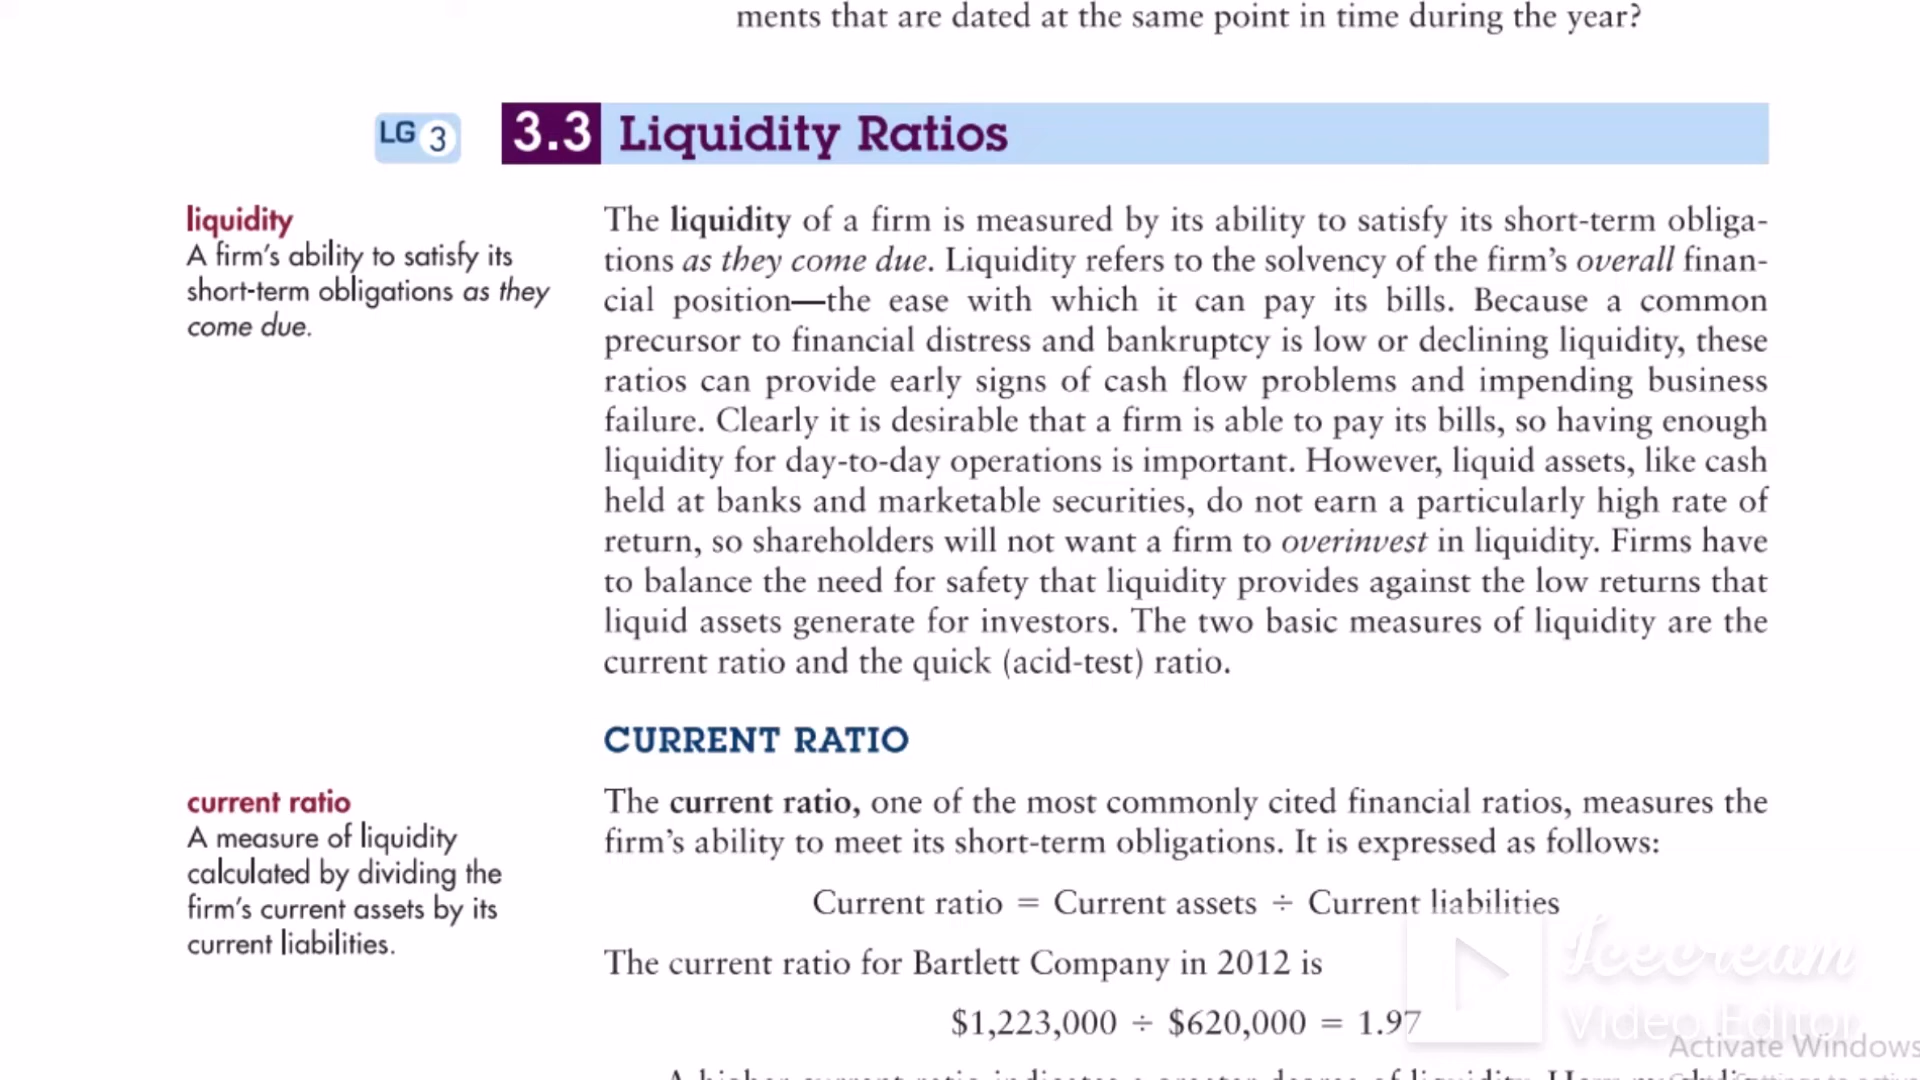 ments that are dated at the same point in time during the year?
LG 3
3.3 Liquidity Ratios
liquidity
A firm's ability to satisfy its
short-term obligations as they
come due.
The liquidity of a firm is measured by its ability to satisfy its short-term obliga-
tions as they come due. Liquidity refers to the solvency of the firm's overall finan-
cial position—the ease with which it can pay its bills. Because a common
precursor to financial distress and bankruptcy is low or declining liquidity, these
ratios can provide early signs of cash flow problems and impending business
failure. Clearly it is desirable that a firm is able to pay its bills, so having enough
liquidity for day-to-day operations is important. However, liquid assets, like cash
held at banks and marketable securities, do not earn a particularly high rate of
return, so shareholders will not want a firm to overinvest in liquidity. Firms have
to balance the need for safety that liquidity provides against the low returns that
liquid assets generate for investors. The two basic measures of liquidity are the
current ratio and the quick (acid-test) ratio.
CURRENT RATIO
current ratio
A measure of liquidity
calculated by dividing the
firm's current assets by its
current liabilities.
The current ratio, one of the most commonly cited financial ratios, measures the
firm's ability to meet its short-term obligations. It is expressed as follows:
Current ratio = Current assets ÷ Current liabilities
The current ratio for Bartlett Company in 2012 is
$1,223,000 ÷ $620,000 = 1.97
Icecream
Video Editor
Activate Windows
A higher current ratio indicates a greater degree of liquidity. How